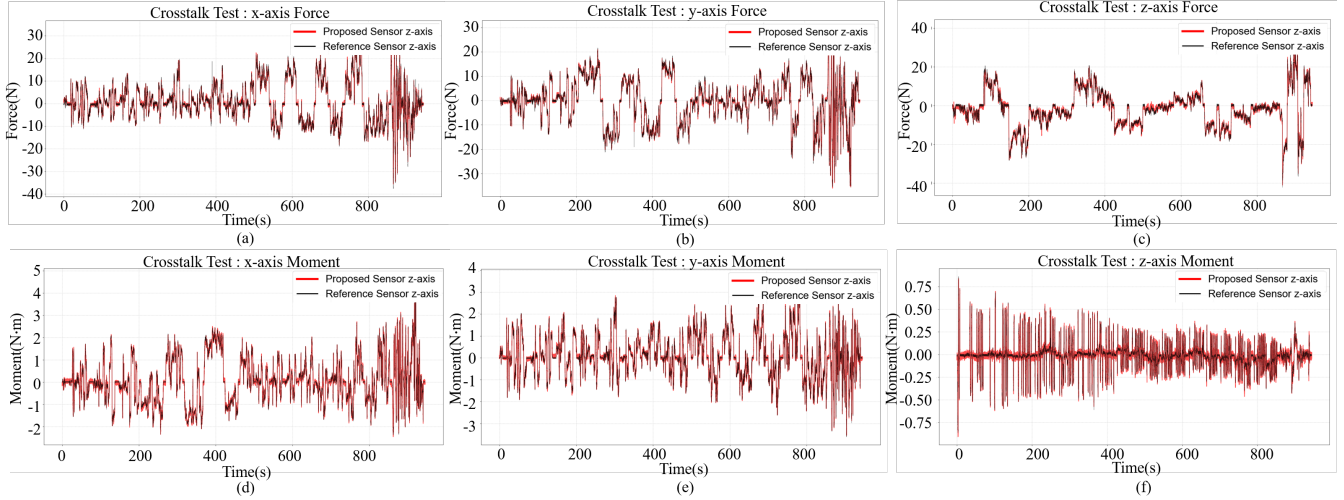 Crosstalk Test : x-axis Force
Proposed Sensor z-axis
Reference Sensor z-axis
Force(N)
30
20
10
0
-10
-20
-30
-40
0 200 400 600 800
Time(s)
(a)
Crosstalk Test : y-axis Force
Proposed Sensor z-axis
Reference Sensor z-axis
Force(N)
30
20
10
0
-10
-20
-30
0 200 400 600 800
Time(s)
(b)
Crosstalk Test : z-axis Force
Proposed Sensor z-axis
Reference Sensor z-axis
Force(N)
40
20
0
-20
40
0 200 400 600 800
Time(s)
(c)
Crosstalk Test : x-axis Moment
Proposed Sensor z-axis
Reference Sensor z-axis
Moment(N·m)
5
4
3
2
1
0
-1
-2
0 200 400 600 800
Time(s)
(d)
Crosstalk Test : y-axis Moment
Proposed Sensor z-axis
Reference Sensor z-axis
Moment(N·m)
4
3
2
1
0
-1
-2
-3
0 200 400 600 800
Time(s)
(e)
Crosstalk Test : z-axis Moment
Proposed Sensor z-axis
Reference Sensor z-axis
Moment(N·m)
0.75
0.50
0.25
0.00
-0.25
-0.50
-0.75
0 200 400 600 800
Time(s)
(f)